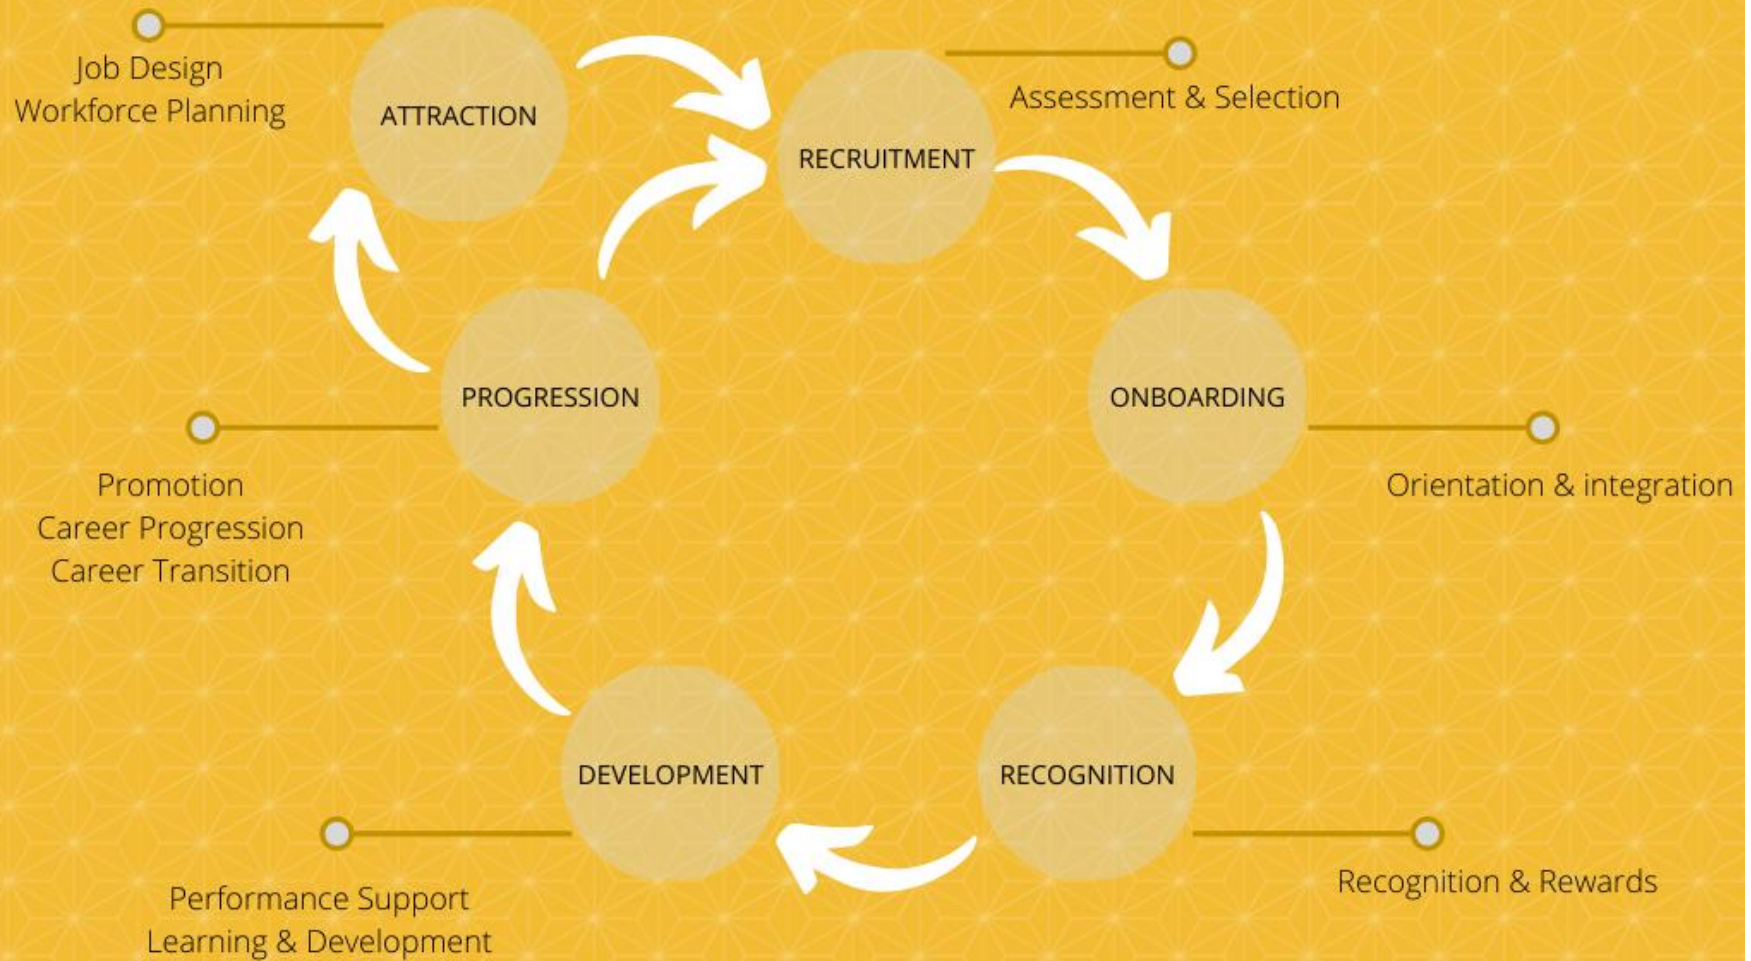 Job Design
Workforce Planning
ATTRACTION
RECRUITMENT
Assessment & Selection
PROGRESSION
Promotion
Career Progression
Career Transition
ONBOARDING
Orientation & integration
DEVELOPMENT
Performance Support
Learning & Development
RECOGNITION
Recognition & Rewards